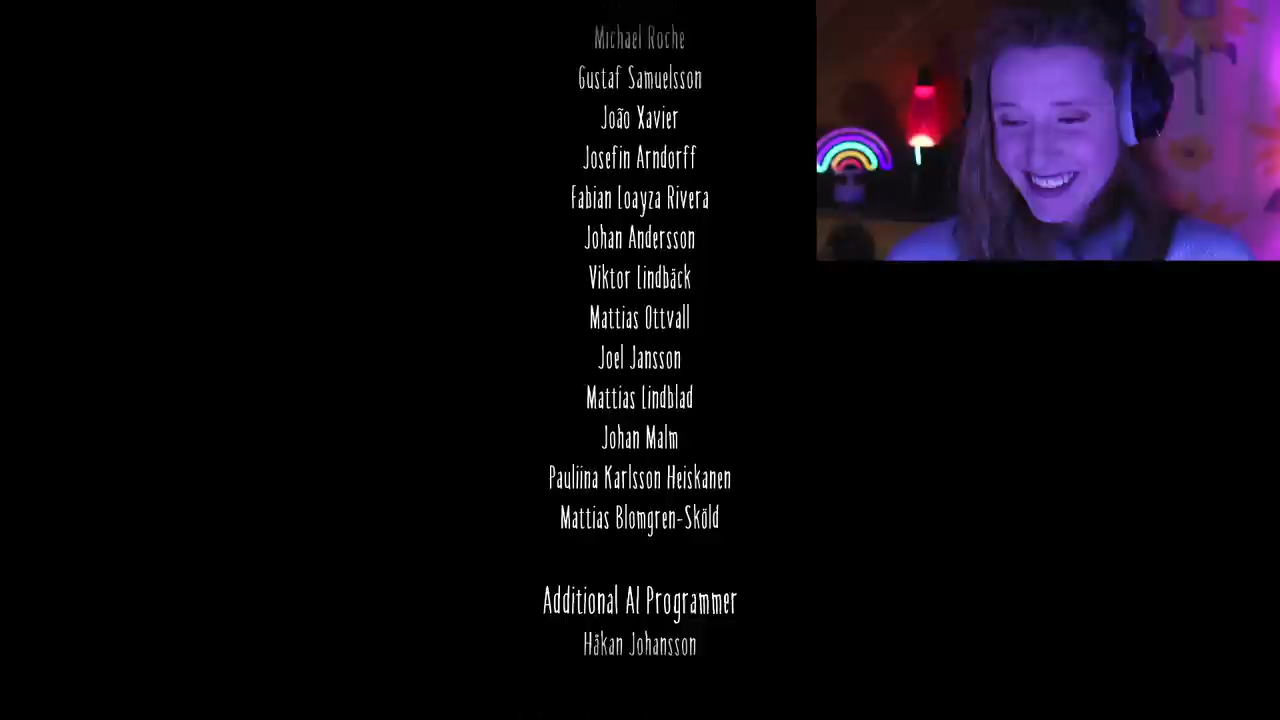 Michael Roche
Gustaf Samuelsson
João Xavier
Josefin Arndorff
Fabian Loayza Rivera
Johan Andersson
Viktor Lindbäck
Mattias Ottvall
Joel Jansson
Mattias Lindblad
Johan Malm
Pauliina Karlsson Heiskanen
Mattias Blomgren-Sköld
Additional AI Programmer
Håkan Johansson